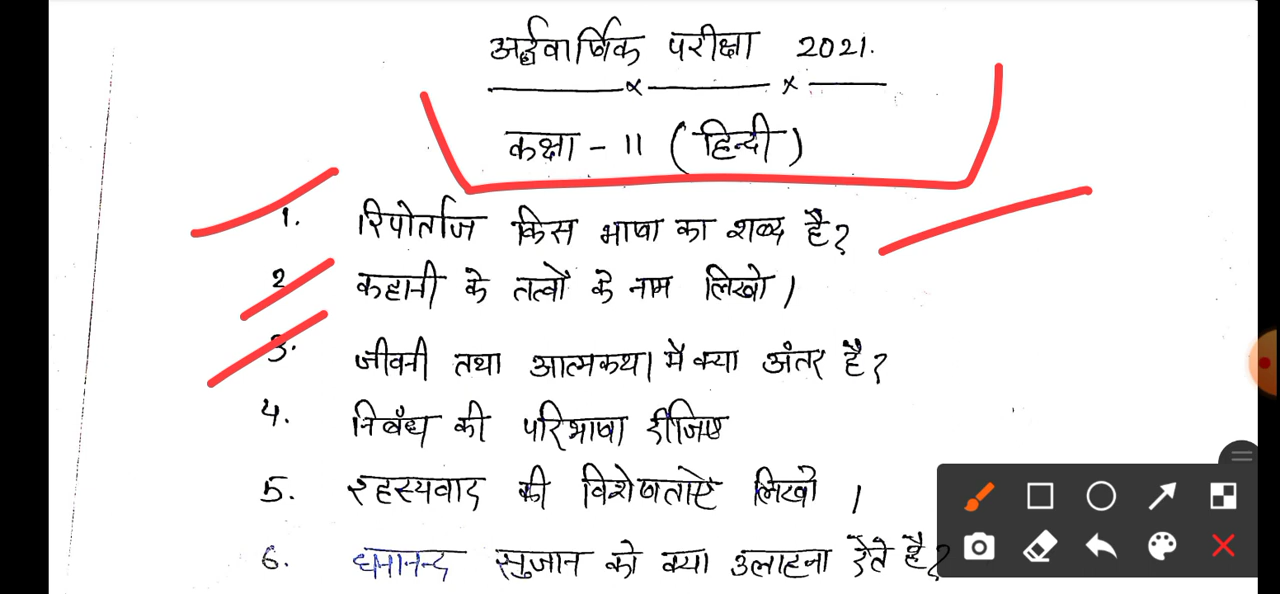 अर्द्धवार्षिक परीक्षा 2021.
कक्षा - 11 (हिन्दी)
1. रिपोर्ताज किस भाषा का शब्द है?
2. कहानी के तत्वों के नाम लिखो।
3. जीवनी तथा आत्मकथा में क्या अंतर है?
4. निबंध की परिभाषा दीजिए
5. रहस्यवाद की विशेषताऐं लिखो।
6. घनानन्द सुजान को क्या उलाहना देते है?